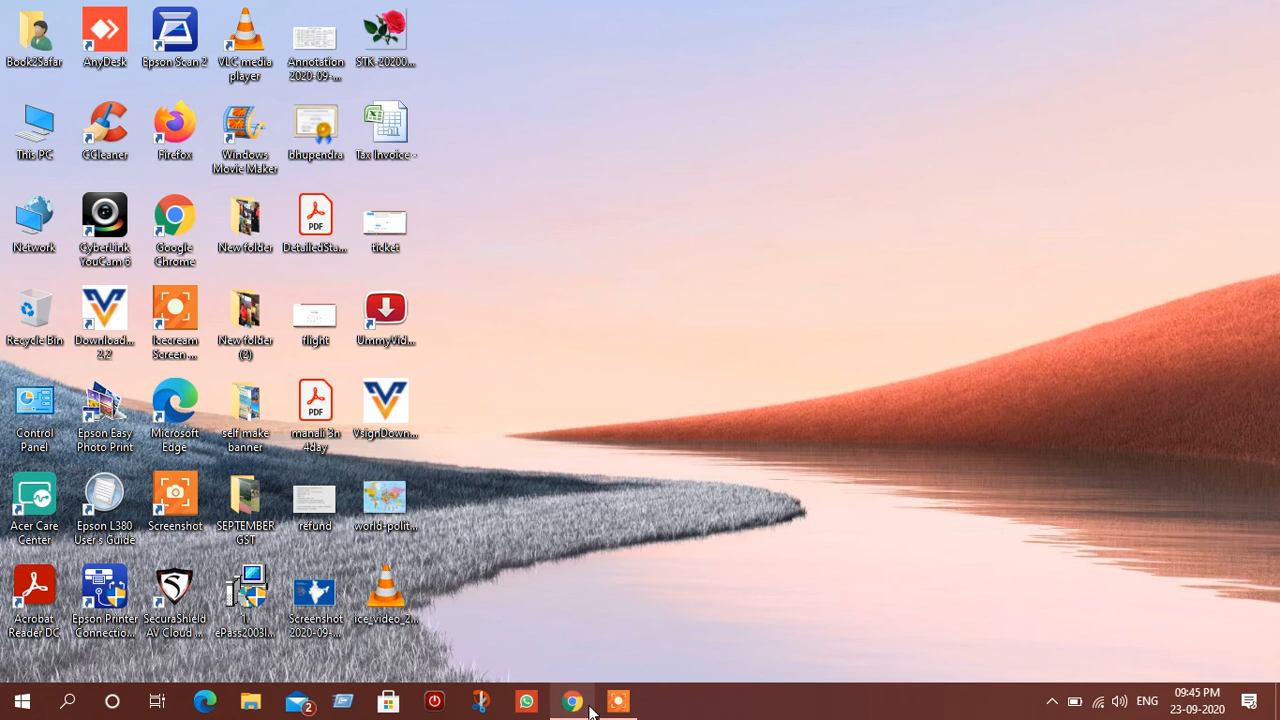 Book2Safar
AnyDesk
Epson Scan 2
VLC media
player
Annotation
2020-09-...
STK-20200...
This PC
CCleaner
Firefox
Windows
Movie Maker
bhupendra
Tax Invoice -
Network
CyberLink
YouCam 6
Google
Chrome
New folder
PDF
DetailedSta...
ticket
Recycle Bin
Download...
2.2
Icecream
Screen ...
New folder
(2)
flight
UmmyVid...
Control
Panel
Epson Easy
Photo Print
Microsoft
Edge
self make
banner
PDF
manali 3n
4day
VsignDown...
Acer Care
Center
Epson L380
User's Guide
Screenshot
SEPTEMBER
GST
refund
world-polit...
Acrobat
Reader DC
Epson Printer
Connectio...
SecuraShield
AV Cloud ...
1.
ePass2003I...
Screenshot
2020-09-...
ice_video_2...
2
ENG
09:45 PM
23-09-2020